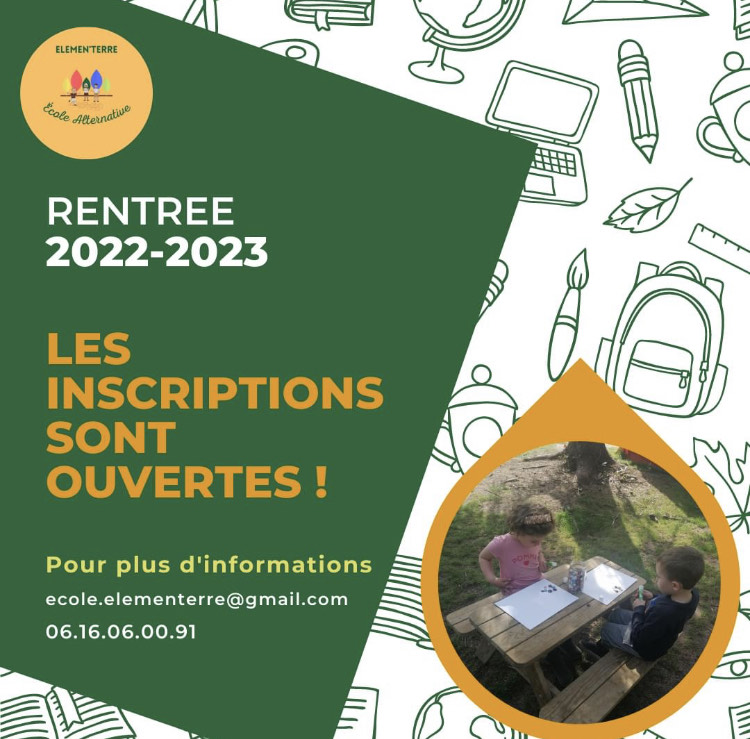 ELEMEN'TERRE
École Alternative
RENTREE
2022-2023
LES
INSCRIPTIONS
SONT
OUVERTES !
Pour plus d'informations
ecole.elementerre@gmail.com
06.16.06.00.91